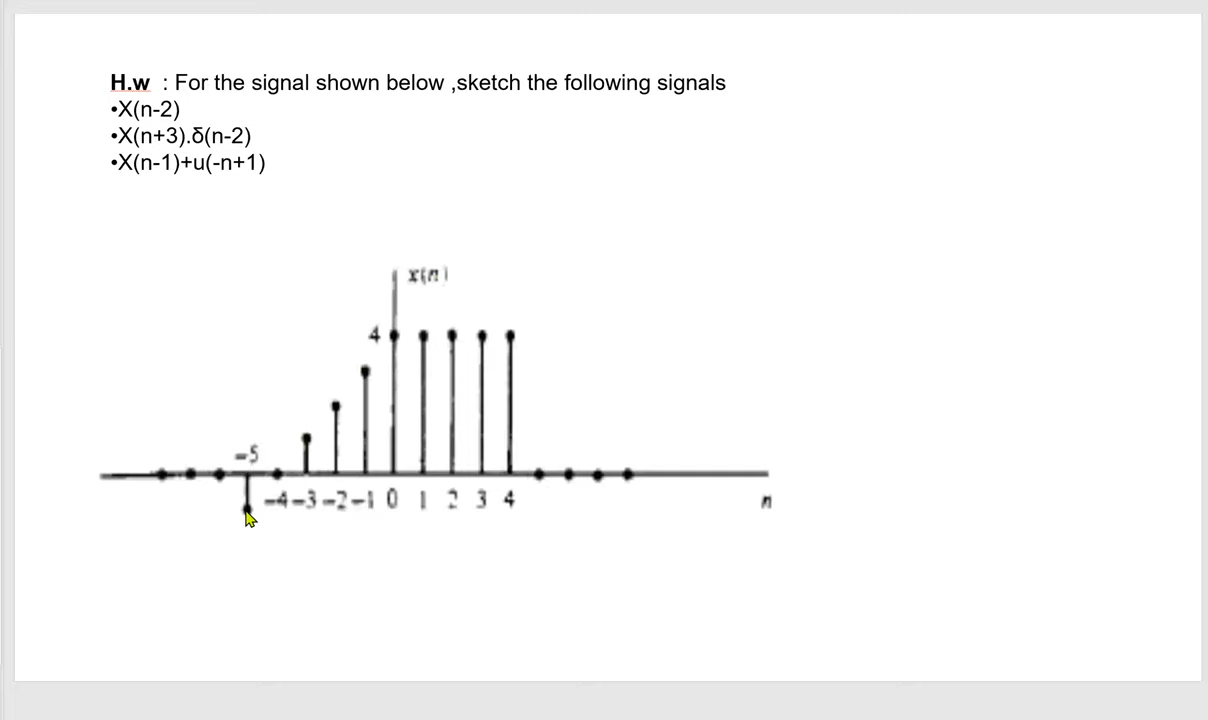 H.w : For the signal shown below ,sketch the following signals
•X(n-2)
•X(n+3).δ(n-2)
•X(n-1)+u(-n+1)
x(n)
4
-5
-4 -3 -2 -1 0 1 2 3 4
n